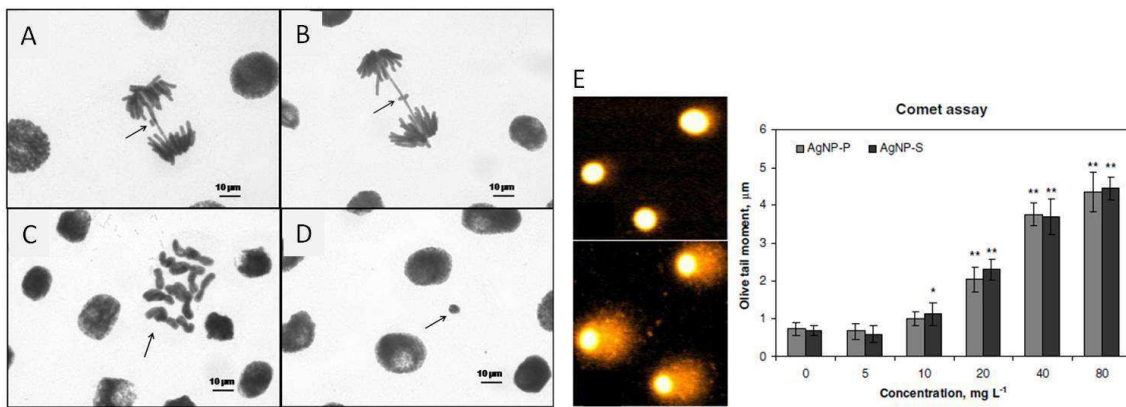 A
10 µm
B
10 µm
C
10 µm
D
10 µm
E
Comet assay
AgNP-P AgNP-S
Olive tail moment, µm
6
5
4
3
2
1
0
*
** **
** **
** **
0 5 10 20 40 80
Concentration, mg L⁻¹